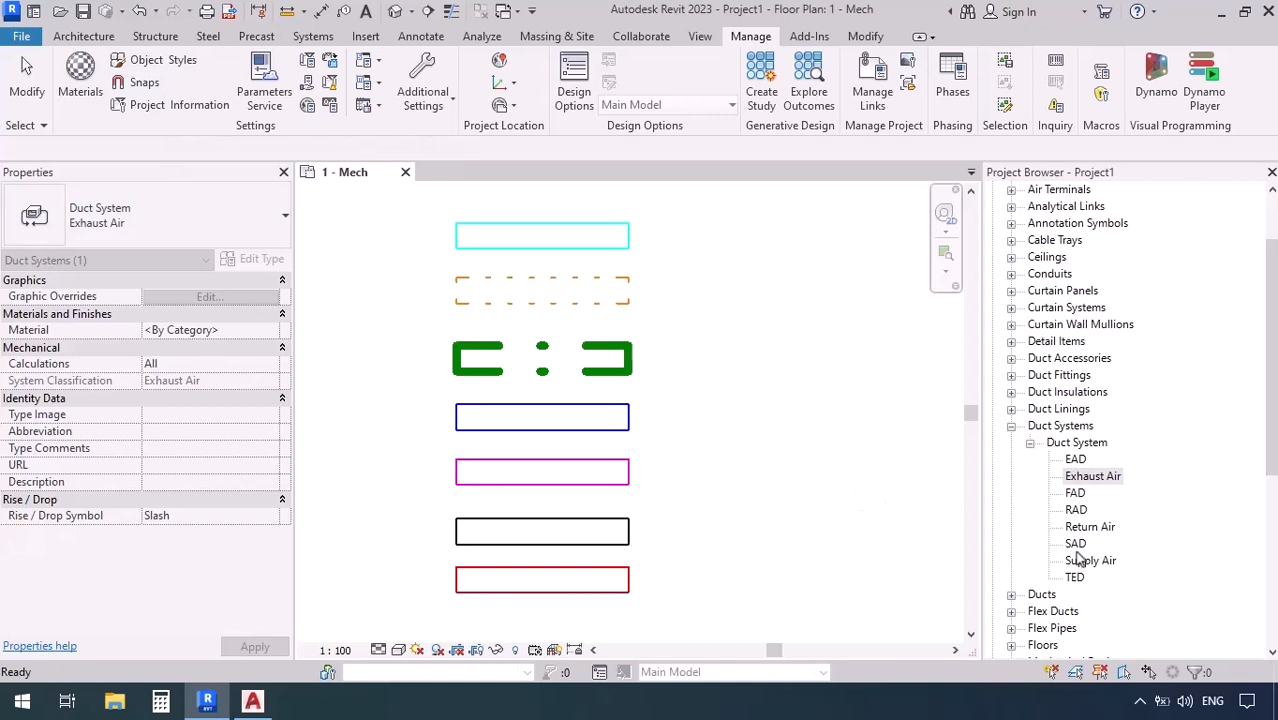 Autodesk Revit 2023 - Project1 - Floor Plan: 1 - Mech
Sign In
File Architecture Structure Steel Precast Systems Insert Annotate Analyze Massing & Site Collaborate View Manage Add-Ins Modify
Modify
Materials
Object Styles
Snaps
Project Information
Parameters Service
Additional Settings
Design Options
Main Model
Create Study
Explore Outcomes
Manage Links
Phases
Dynamo
Dynamo Player
Select
Settings
Project Location
Design Options
Generative Design
Manage Project
Phasing
Selection
Inquiry
Macros
Visual Programming
Properties
Duct System
Exhaust Air
Duct Systems (1)
Edit Type
Graphics
Graphic Overrides Edit...
Materials and Finishes
Material <By Category>
Mechanical
Calculations All
System Classification Exhaust Air
Identity Data
Type Image
Abbreviation
Type Comments
URL
Description
Rise / Drop
Rise / Drop Symbol Slash
Properties help
Apply
1 - Mech
2D
1 : 100
Project Browser - Project1
Air Terminals
Analytical Links
Annotation Symbols
Cable Trays
Ceilings
Conduits
Control Panels
Curtain Systems
Curtain Wall Mullions
Detail Items
Duct Accessories
Duct Fittings
Duct Insulations
Duct Linings
Duct Systems
Duct System
EAD
Exhaust Air
FAD
RAD
Return Air
SAD
Supply Air
TED
Ducts
Flex Ducts
Flex Pipes
Floors
Ready
:0
Main Model
:0
ENG